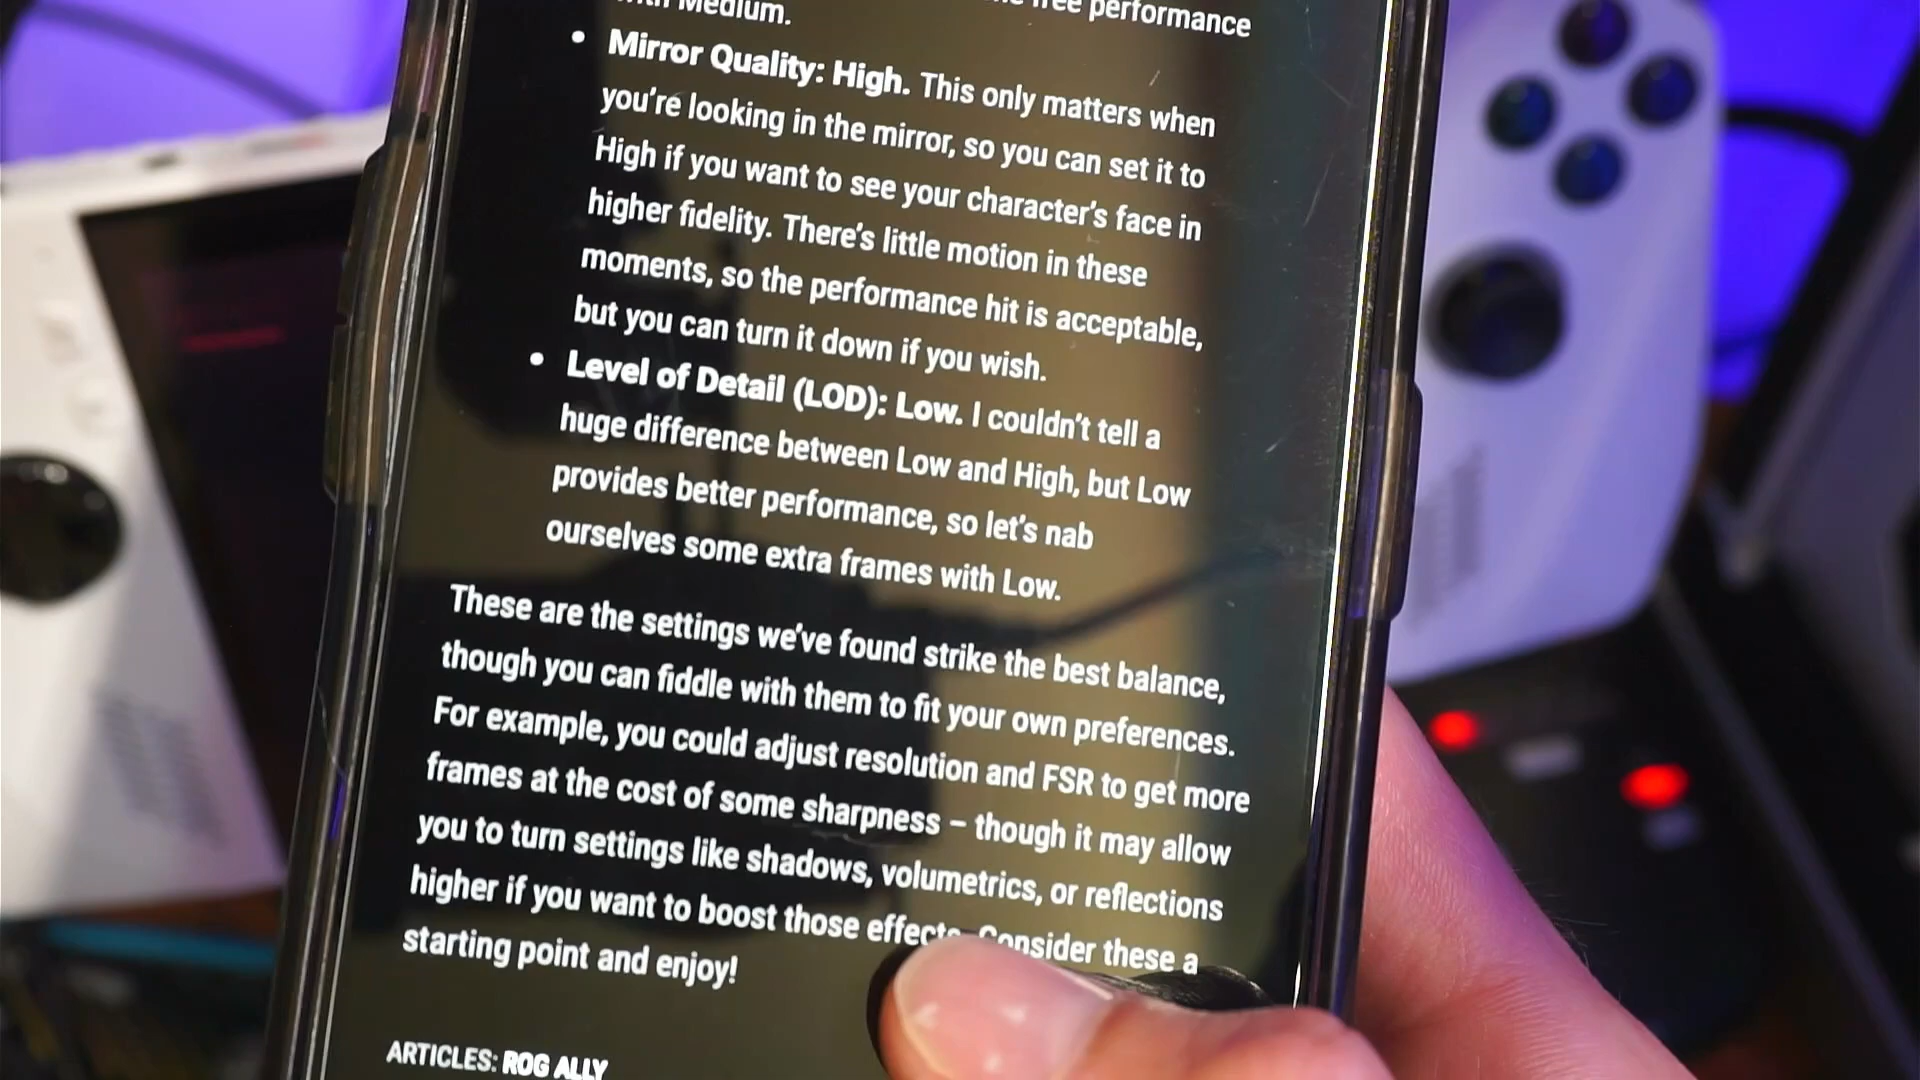 free performance
with Medium.
• Mirror Quality: High. This only matters when
you're looking in the mirror, so you can set it to
High if you want to see your character's face in
higher fidelity. There's little motion in these
moments, so the performance hit is acceptable,
but you can turn it down if you wish.
• Level of Detail (LOD): Low. I couldn't tell a
huge difference between Low and High, but Low
provides better performance, so let's nab
ourselves some extra frames with Low.
These are the settings we've found strike the best balance,
though you can fiddle with them to fit your own preferences.
For example, you could adjust resolution and FSR to get more
frames at the cost of some sharpness – though it may allow
you to turn settings like shadows, volumetrics, or reflections
higher if you want to boost those effects. Consider these a
starting point and enjoy!
ARTICLES: ROG ALLY